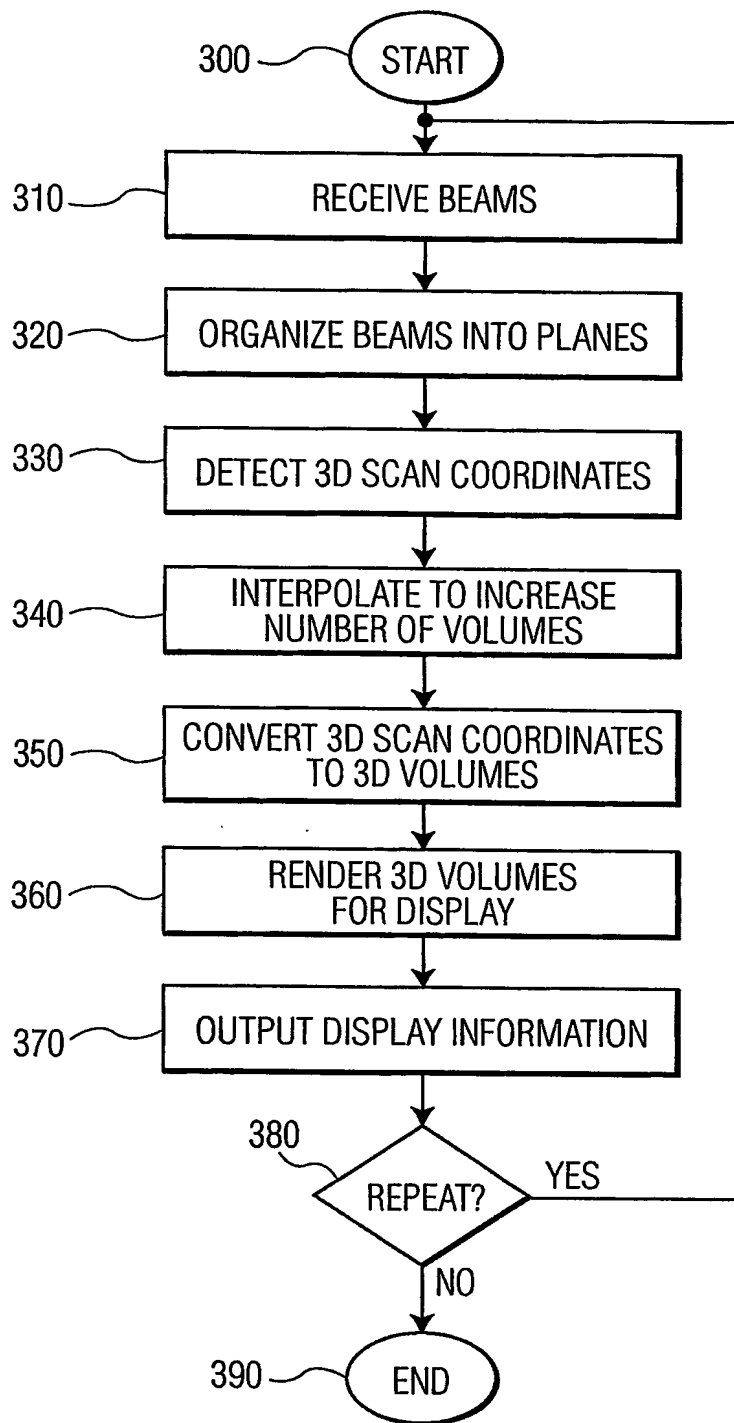 300
START
310
RECEIVE BEAMS
320
ORGANIZE BEAMS INTO PLANES
330
DETECT 3D SCAN COORDINATES
340
INTERPOLATE TO INCREASE
NUMBER OF VOLUMES
350
CONVERT 3D SCAN COORDINATES
TO 3D VOLUMES
360
RENDER 3D VOLUMES
FOR DISPLAY
370
OUTPUT DISPLAY INFORMATION
380
REPEAT?
YES
NO
390
END